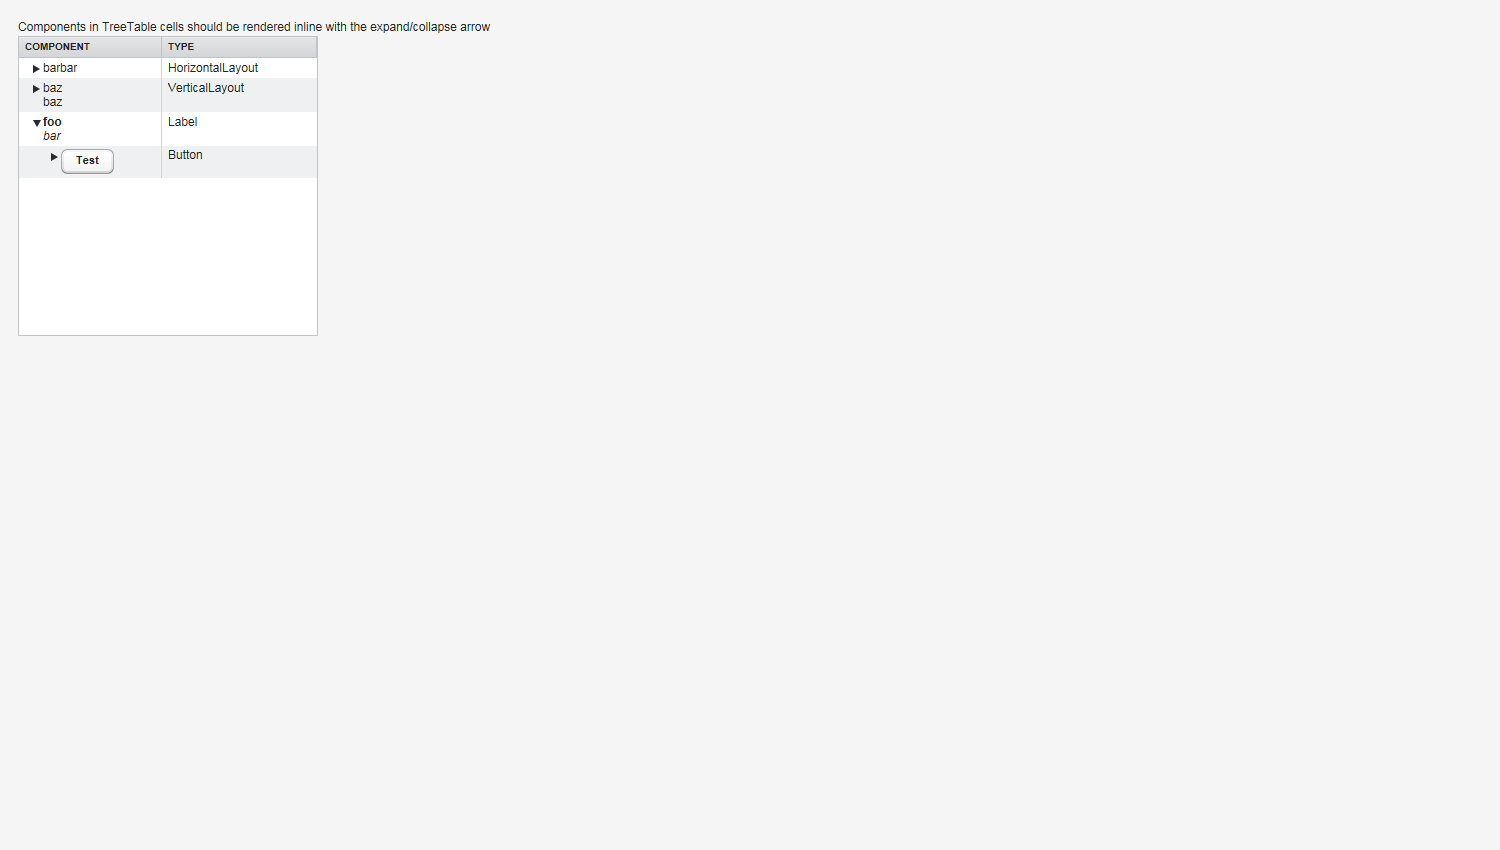 Components in TreeTable cells should be rendered inline with the expand/collapse arrow
COMPONENT TYPE
barbar HorizontalLayout
baz VerticalLayout
baz
foo Label
bar
Test Button